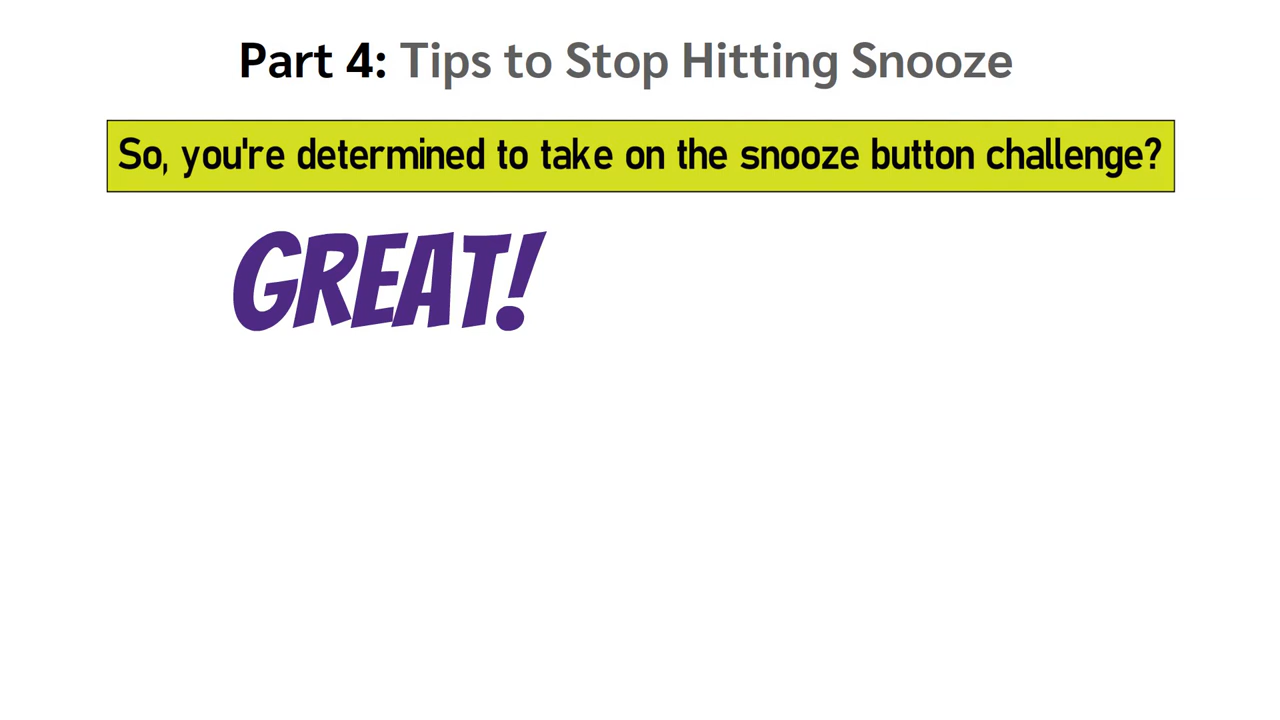 Part 4: Tips to Stop Hitting Snooze
So, you're determined to take on the snooze button challenge?
GREAT!